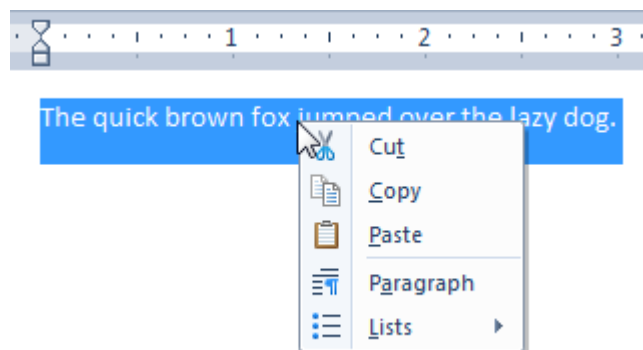 1 2 3
The quick brown fox jumped over the lazy dog.
Cut
Copy
Paste
Paragraph
Lists